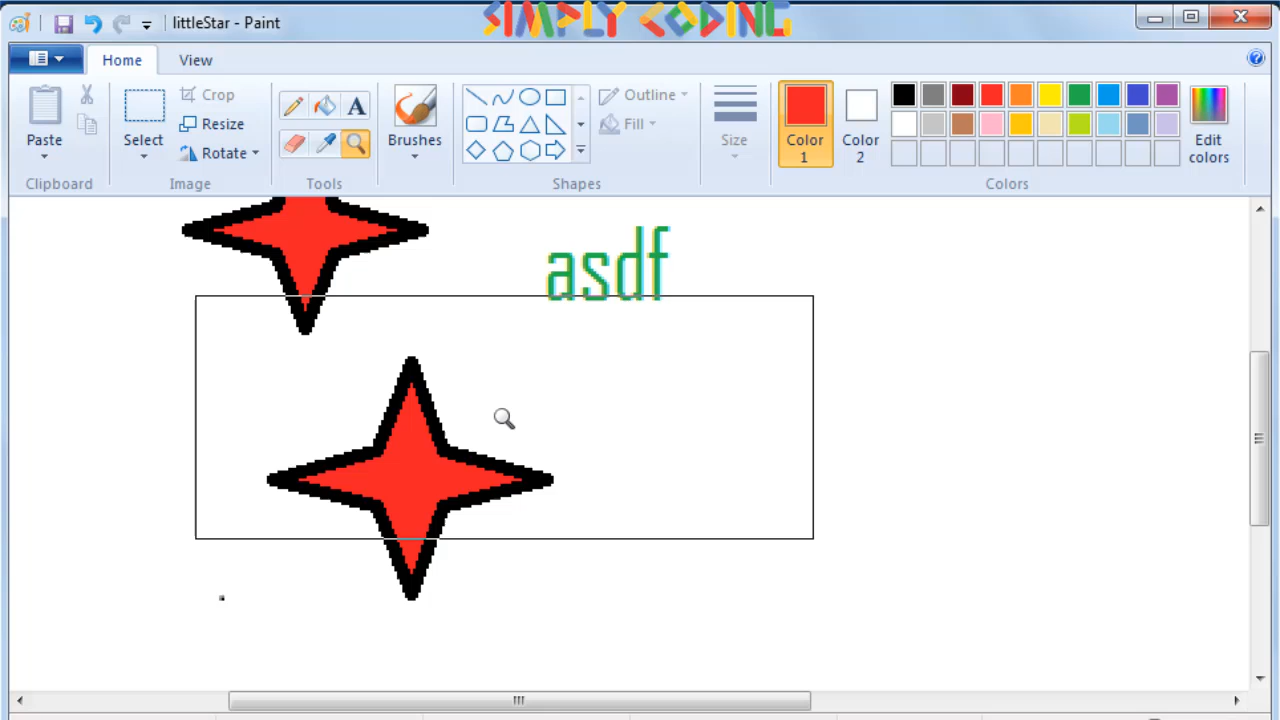 SIMPLY CODING
littleStar - Paint
Home View
Paste
Clipboard
Select
Crop
Resize
Rotate
Image
A
Tools
Brushes
Shapes
Outline
Fill
Size
Color 1
Color 2
Edit colors
Colors
asdf